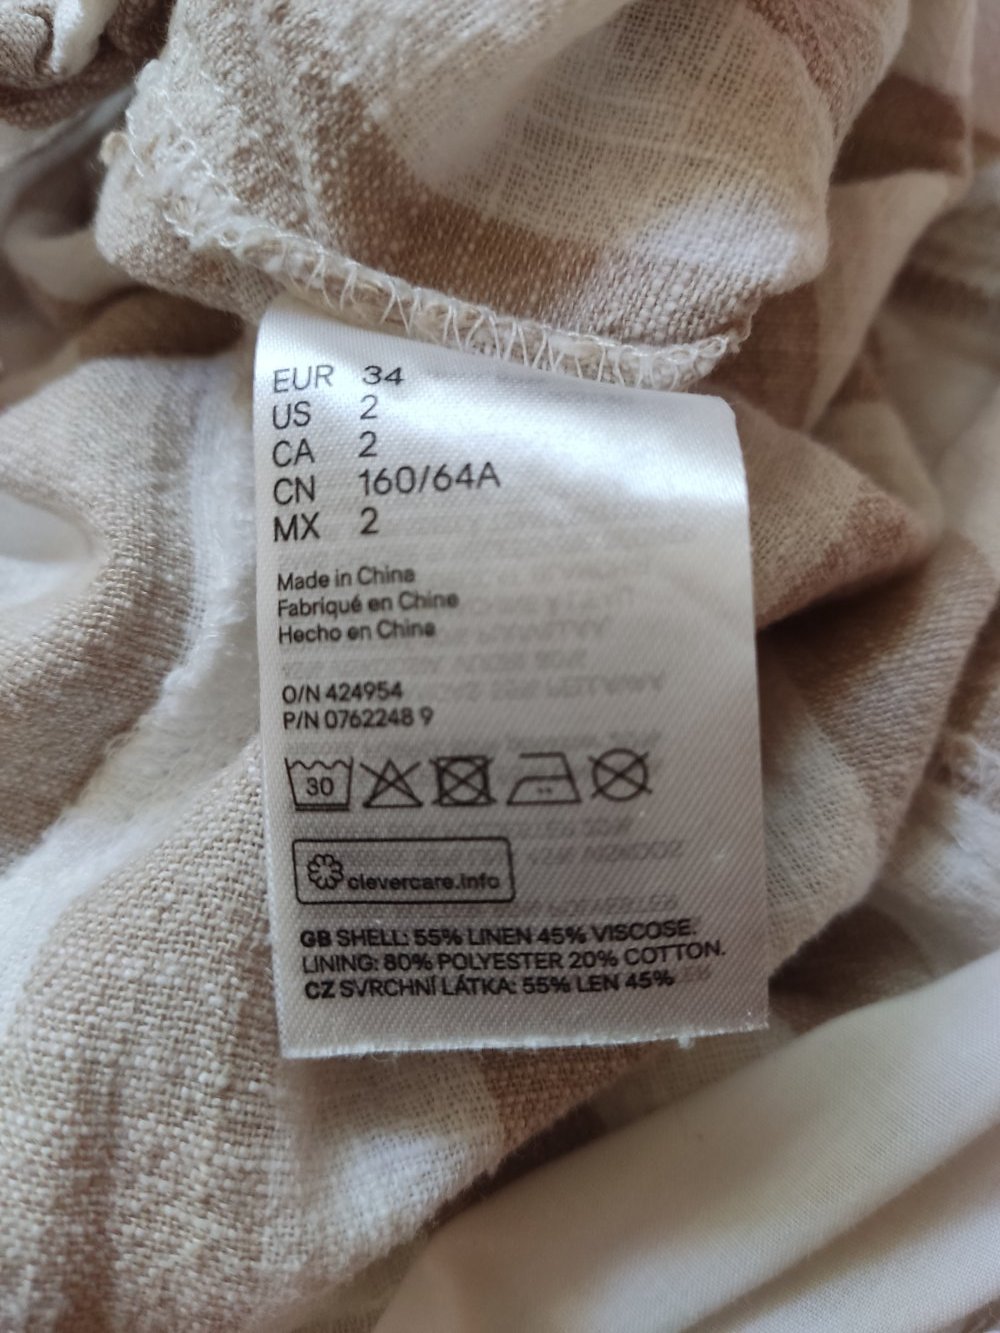 EUR 34
US 2
CA 2
CN 160/64A
MX 2
Made in China
Fabriqué en Chine
Hecho en China
O/N 424954
P/N 0762248 9
30
clevercare.info
GB SHELL: 55% LINEN 45% VISCOSE.
LINING: 80% POLYESTER 20% COTTON.
CZ SVRCHNÍ LÁTKA: 55% LEN 45%